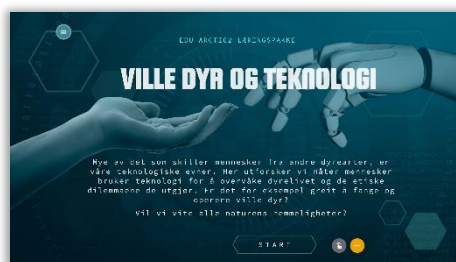 EDU-ARCTIC2 LÆRINGSPAKKE
VILLE DYR OG TEKNOLOGI
Mye av det som skiller mennesker fra andre dyrearter, er
våre teknologiske evner. Her utforsker vi måter mennesker
bruker teknologi for å overvåke dyrelivet og de etiske
dilemmaene de utgjør. Er det for eksempel greit å fange og
operere ville dyr?
Vil vi vite alle naturens hemmeligheter?
START